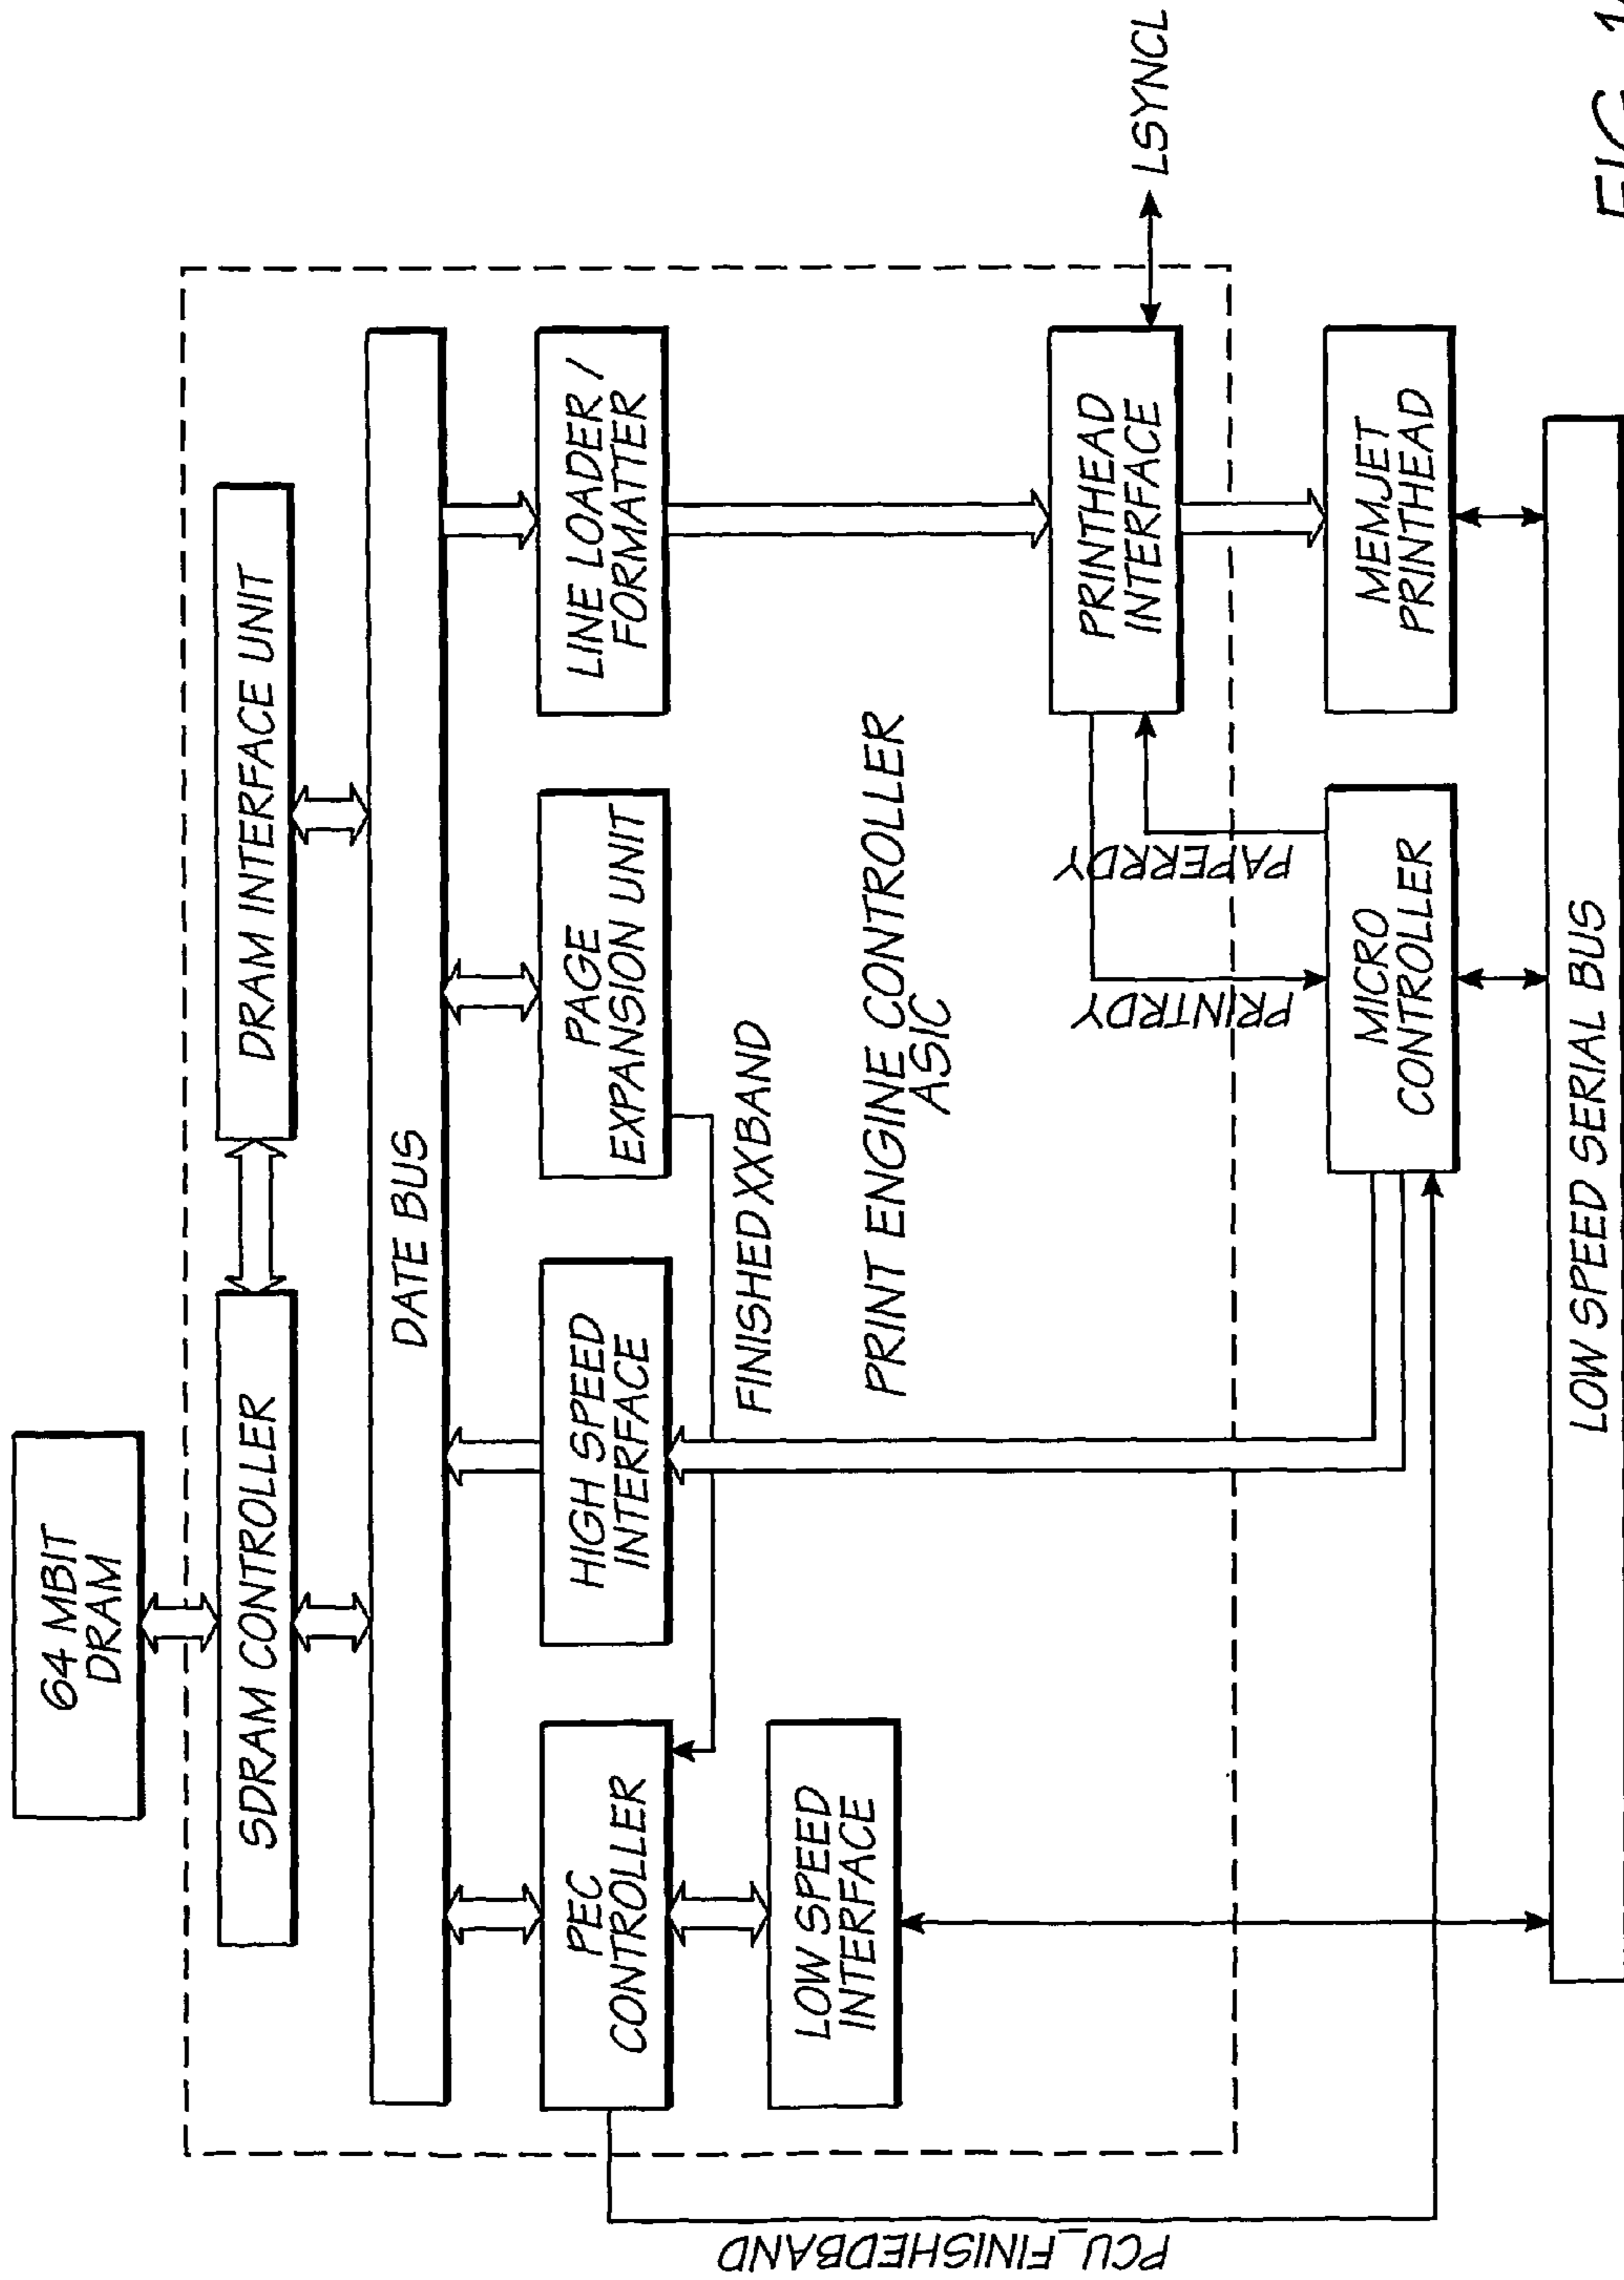 64 MBIT
DRAM
SDRAM CONTROLLER
DRAM INTERFACE UNIT
DATE BUS
PEC
CONTROLLER
HIGH SPEED
INTERFACE
PAGE
EXPANSION UNIT
LINE LOADER /
FORMATTER
FINISHEDXXBAND
LOW SPEED
INTERFACE
PRINT ENGINE CONTROLLER
ASIC
PRINTHEAD
INTERFACE
LSYNCL
PCU_FINISHEDBAND
PRINTRDY
PAPERRDY
MICRO
CONTROLLER
MEMJET
PRINTHEAD
LOW SPEED SERIAL BUS
FIG.